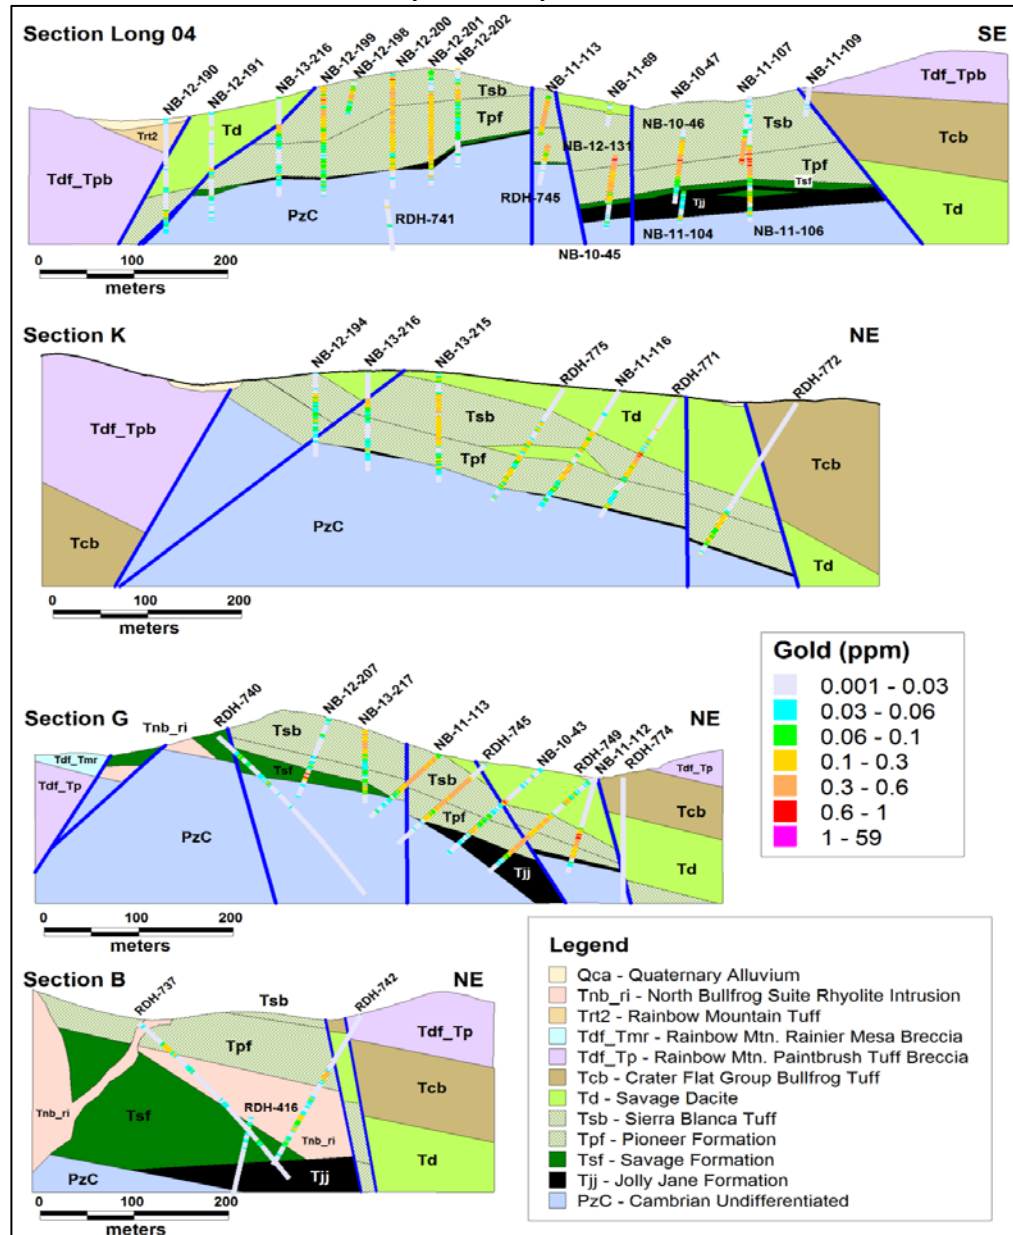 Section Long 04
SE
NB-12-190
NB-12-191
NB-13-216
NB-12-199
NB-12-198
NB-12-200
NB-12-201
NB-12-202
NB-11-113
NB-11-69
NB-10-47
NB-11-107
NB-11-109
Tdf_Tpb
Trt2
Td
Tsb
Tpf
NB-10-46
Tsb
Tcb
Tdf_Tpb
NB-12-131
Tpf
Tsf
PzC
RDH-741
RDH-745
Tjj
Td
NB-11-104
NB-11-106
NB-10-45
0 100 200
meters
Section K
NE
NB-12-194
NB-13-216
NB-13-215
RDH-775
NB-11-116
RDH-771
RDH-772
Tdf_Tpb
Tsb
Td
Tcb
Tpf
PzC
Tcb
Td
0 100 200
meters
Section G
NE
RDH-740
NB-12-207
NB-13-217
NB-11-113
RDH-745
NB-10-43
RDH-749
NB-11-112
RDH-774
Tnb_ri
Tdf_Tmr
Tdf_Tp
Tsb
Tsf
Tsb
Tpf
Tdf_Tp
Tcb
PzC
Tjj
Td
0 100 200
meters
Gold (ppm)
0.001 - 0.03
0.03 - 0.06
0.06 - 0.1
0.1 - 0.3
0.3 - 0.6
0.6 - 1
1 - 59
Section B
NE
RDH-737
Tsb
RDH-742
Tdf_Tp
Tpf
Tcb
Tnb_ri
Tsf
RDH-416
Tnb_ri
PzC
Tjj
Td
0 100 200
meters
Legend
Qca - Quaternary Alluvium
Tnb_ri - North Bullfrog Suite Rhyolite Intrusion
Trt2 - Rainbow Mountain Tuff
Tdf_Tmr - Rainbow Mtn. Rainier Mesa Breccia
Tdf_Tp - Rainbow Mtn. Paintbrush Tuff Breccia
Tcb - Crater Flat Group Bullfrog Tuff
Td - Savage Dacite
Tsb - Sierra Blanca Tuff
Tpf - Pioneer Formation
Tsf - Savage Formation
Tjj - Jolly Jane Formation
PzC - Cambrian Undifferentiated